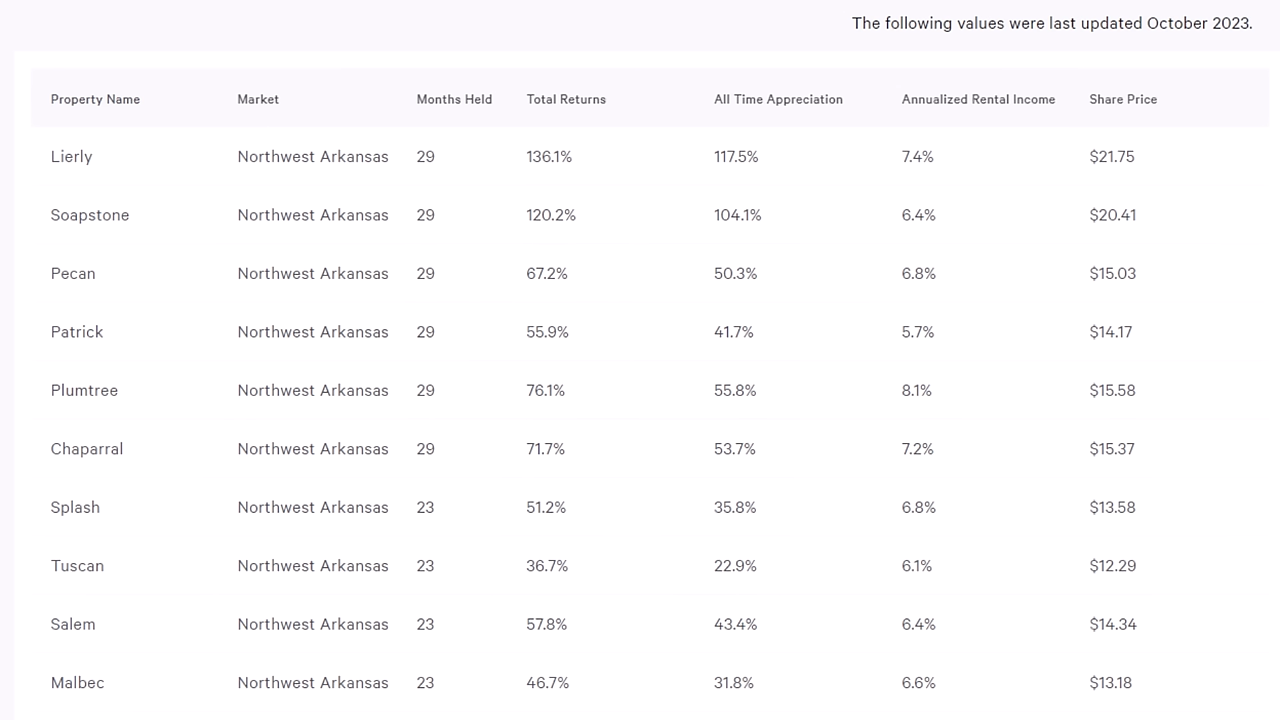 The following values were last updated October 2023.
Property Name Market Months Held Total Returns All Time Appreciation Annualized Rental Income Share Price
Lierly Northwest Arkansas 29 136.1% 117.5% 7.4% $21.75
Soapstone Northwest Arkansas 29 120.2% 104.1% 6.4% $20.41
Pecan Northwest Arkansas 29 67.2% 50.3% 6.8% $15.03
Patrick Northwest Arkansas 29 55.9% 41.7% 5.7% $14.17
Plumtree Northwest Arkansas 29 76.1% 55.8% 8.1% $15.58
Chaparral Northwest Arkansas 29 71.7% 53.7% 7.2% $15.37
Splash Northwest Arkansas 23 51.2% 35.8% 6.8% $13.58
Tuscan Northwest Arkansas 23 36.7% 22.9% 6.1% $12.29
Salem Northwest Arkansas 23 57.8% 43.4% 6.4% $14.34
Malbec Northwest Arkansas 23 46.7% 31.8% 6.6% $13.18